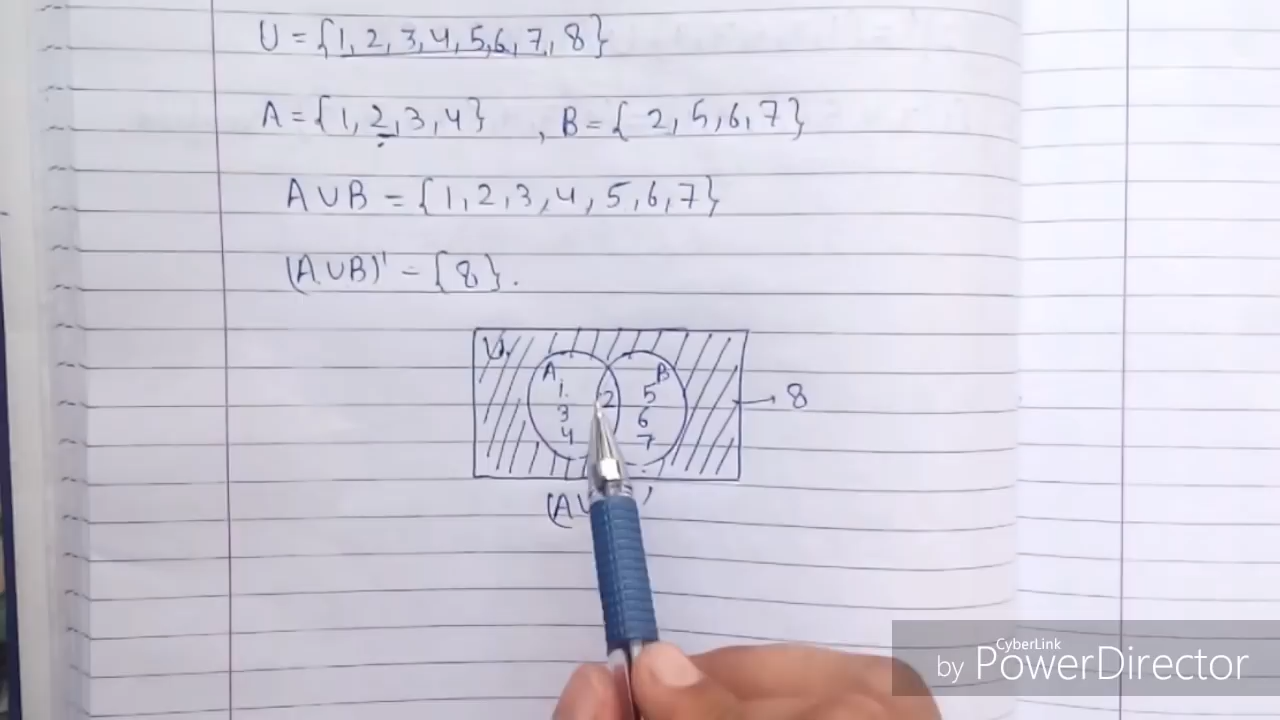 U = {1, 2, 3, 4, 5, 6, 7, 8}
A = {1, 2, 3, 4} , B = { 2, 5, 6, 7}
A ∪ B = {1, 2, 3, 4, 5, 6, 7}
(A ∪ B)' = {8}.
U
A B
1. 2 5 8
3 6
4 7
(A ∪ '
CyberLink
by PowerDirector